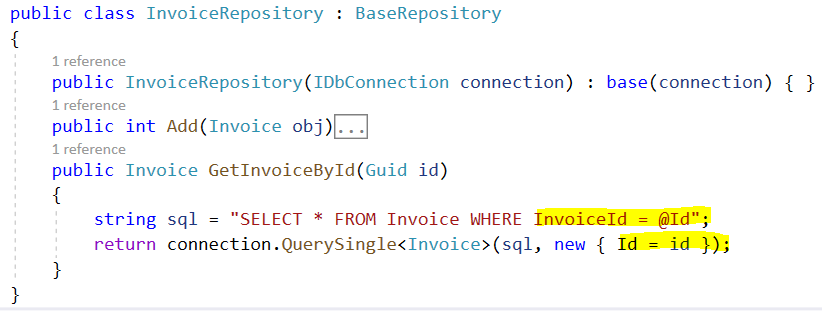 public class InvoiceRepository : BaseRepository
{
1 reference
public InvoiceRepository(IDbConnection connection) : base(connection) { }
1 reference
public int Add(Invoice obj)...
1 reference
public Invoice GetInvoiceById(Guid id)
{
string sql = "SELECT * FROM Invoice WHERE InvoiceId = @Id";
return connection.QuerySingle<Invoice>(sql, new { Id = id });
}
}